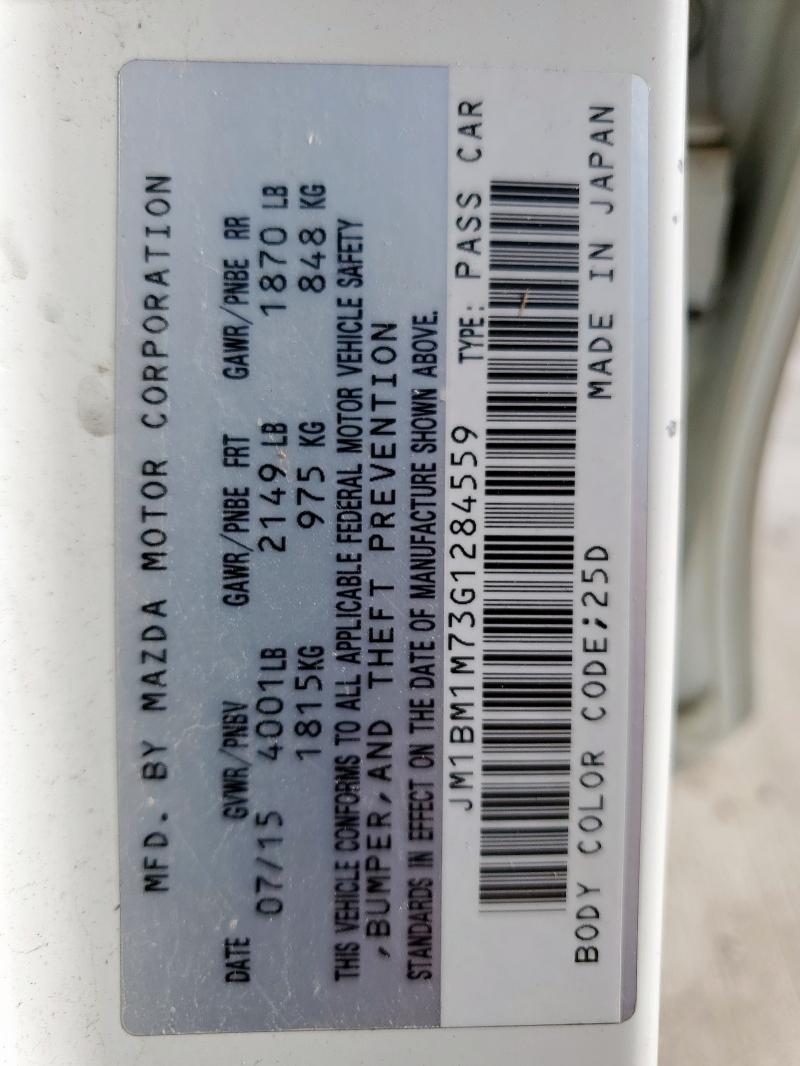 MFD. BY MAZDA MOTOR CORPORATION
DATE GVWR/PNBV GAWR/PNBE FRT GAWR/PNBE RR
07/15 4001LB 2149 LB 1870 LB
1815KG 975 KG 848 KG
THIS VEHICLE CONFORMS TO ALL APPLICABLE FEDERAL MOTOR VEHICLE SAFETY
,BUMPER,AND THEFT PREVENTION
STANDARDS IN EFFECT ON THE DATE OF MANUFACTURE SHOWN ABOVE.
JM1BM1M73G1284559 TYPE: PASS CAR
BODY COLOR CODE;25D MADE IN JAPAN